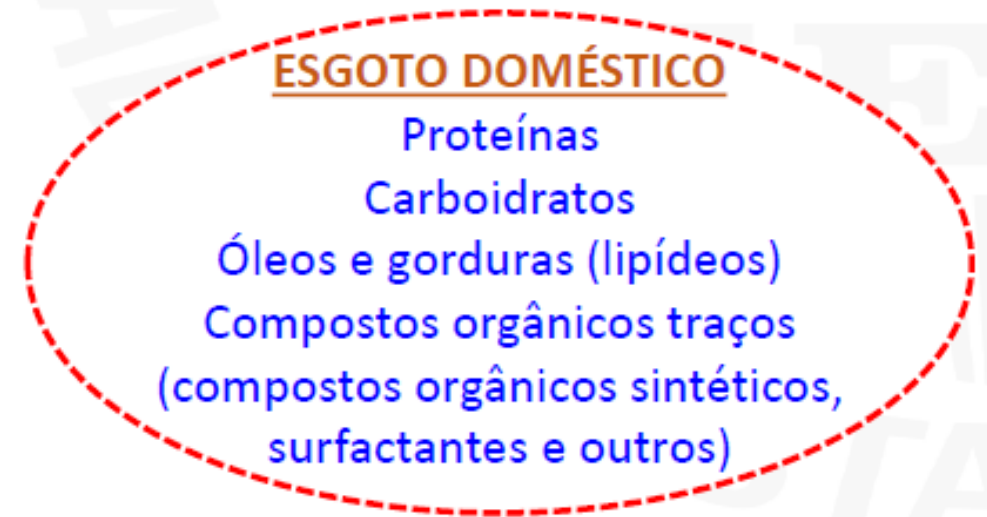 ESGOTO DOMÉSTICO
Proteínas
Carboidratos
Óleos e gorduras (lipídeos)
Compostos orgânicos traços
(compostos orgânicos sintéticos,
surfactantes e outros)